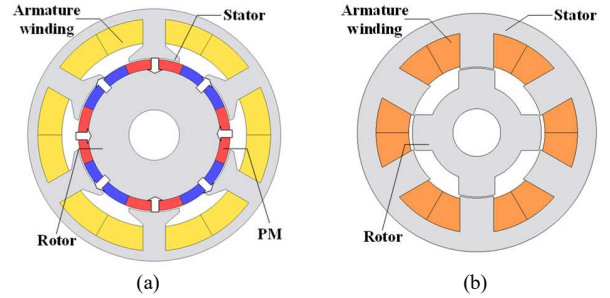 Armature
winding
Stator
Rotor
PM
(a)
Armature
winding
Stator
Rotor
(b)